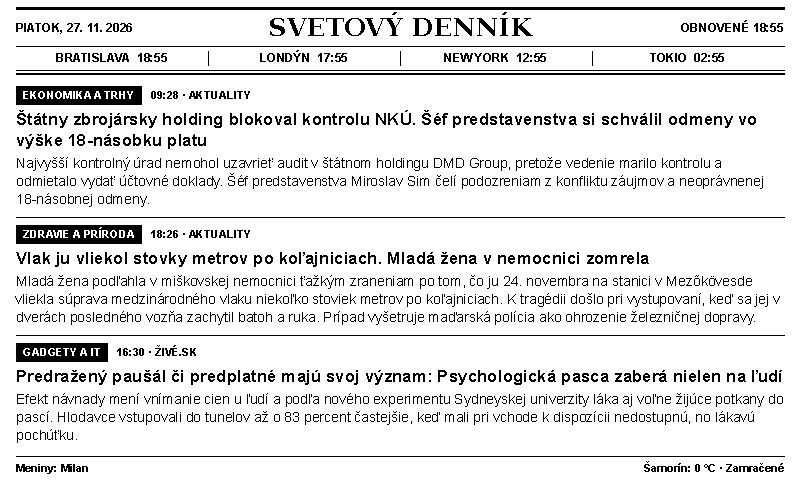 PIATOK, 27. 11. 2026
SVETOVÝ DENNÍK
OBNOVENÉ 18:55
BRATISLAVA 18:55
LONDÝN 17:55
NEW YORK 12:55
TOKIO 02:55
EKONOMIKA A TRHY 09:28 · AKTUALITY
Štátny zbrojársky holding blokoval kontrolu NKÚ. Šéf predstavenstva si schválil odmeny vo
výške 18-násobku platu
Najvyšší kontrolný úrad nemohol uzavrieť audit v štátnom holdingu DMD Group, pretože vedenie marilo kontrolu a
odmietalo vydať účtovné doklady. Šéf predstavenstva Miroslav Sim čelí podozreniam z konfliktu záujmov a neoprávnenej
18-násobnej odmeny.
ZDRAVIE A PRÍRODA 18:26 · AKTUALITY
Vlak ju vliekol stovky metrov po koľajniciach. Mladá žena v nemocnici zomrela
Mladá žena podľahla v miškovskej nemocnici ťažkým zraneniam po tom, čo ju 24. novembra na stanici v Mezőkövesde
vliekla súprava medzinárodného vlaku niekoľko stoviek metrov po koľajniciach. K tragédii došlo pri vystupovaní, keď sa jej v
dverách posledného vozňa zachytil batoh a ruka. Prípad vyšetruje maďarská polícia ako ohrozenie železničnej dopravy.
GADGETY A IT 16:30 · ŽIVÉ.SK
Predražený paušál či predplatné majú svoj význam: Psychologická pasca zaberá nielen na ľudí
Efekt návnady mení vnímanie cien u ľudí a podľa nového experimentu Sydneyskej univerzity láka aj voľne žijúce potkany do
pascí. Hlodavce vstupovali do tunelov až o 83 percent častejšie, keď mali pri vchode k dispozícii nedostupnú, no lákavú
pochúťku.
Meniny: Milan
Šamorín: 0 °C · Zamračené